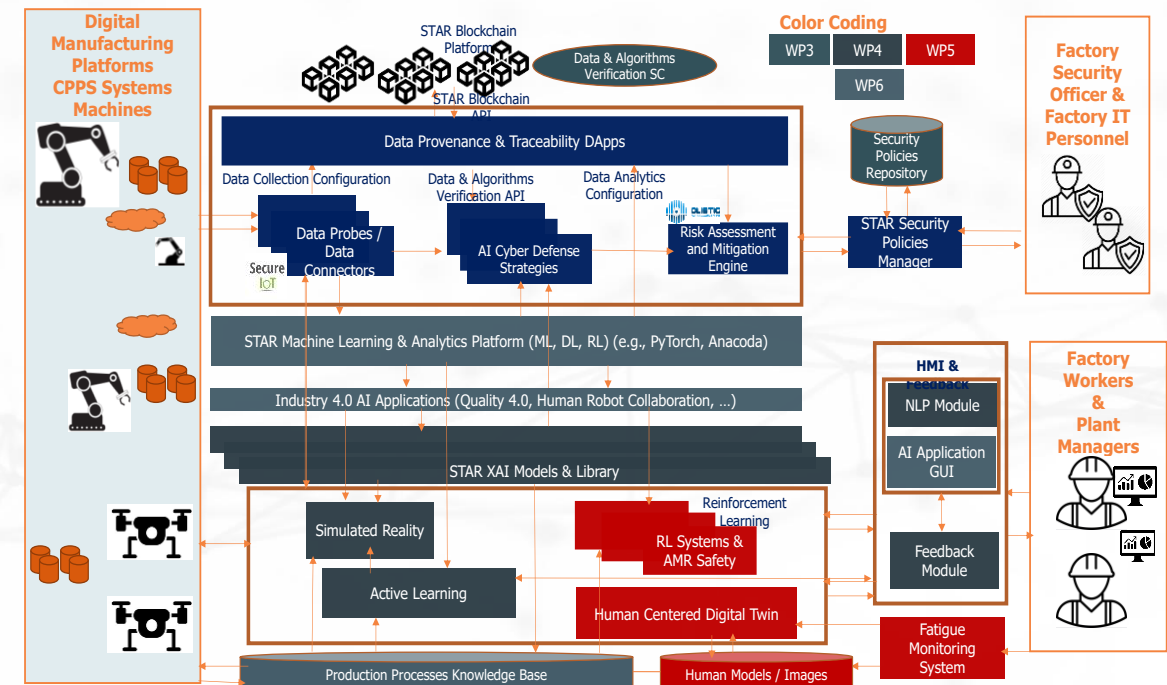 Digital
Manufacturing
Platforms
CPPS Systems
Machines
STAR Blockchain
Platform
Data & Algorithms
Verification SC
Color Coding
WP3
WP4
WP5
WP6
Factory
Security
Officer &
Factory IT
Personnel
STAR Blockchain
API
Data Provenance & Traceability DApps
Security
Policies
Repository
Data Collection Configuration
Data & Algorithms
Verification API
Data Analytics
Configuration
Data Probes /
Data
Connectors
Secure
IoT
AI Cyber Defense
Strategies
OLISTIC
Risk Assessment
and Mitigation
Engine
STAR Security
Policies
Manager
STAR Machine Learning & Analytics Platform (ML, DL, RL) (e.g., PyTorch, Anacoda)
Industry 4.0 AI Applications (Quality 4.0, Human Robot Collaboration, …)
STAR XAI Models & Library
HMI &
Feedback
NLP Module
AI Application
GUI
Feedback
Module
Factory
Workers
&
Plant
Managers
Simulated Reality
Reinforcement
Learning
RL Systems &
AMR Safety
Active Learning
Human Centered Digital Twin
Fatigue
Monitoring
System
Production Processes Knowledge Base
Human Models / Images